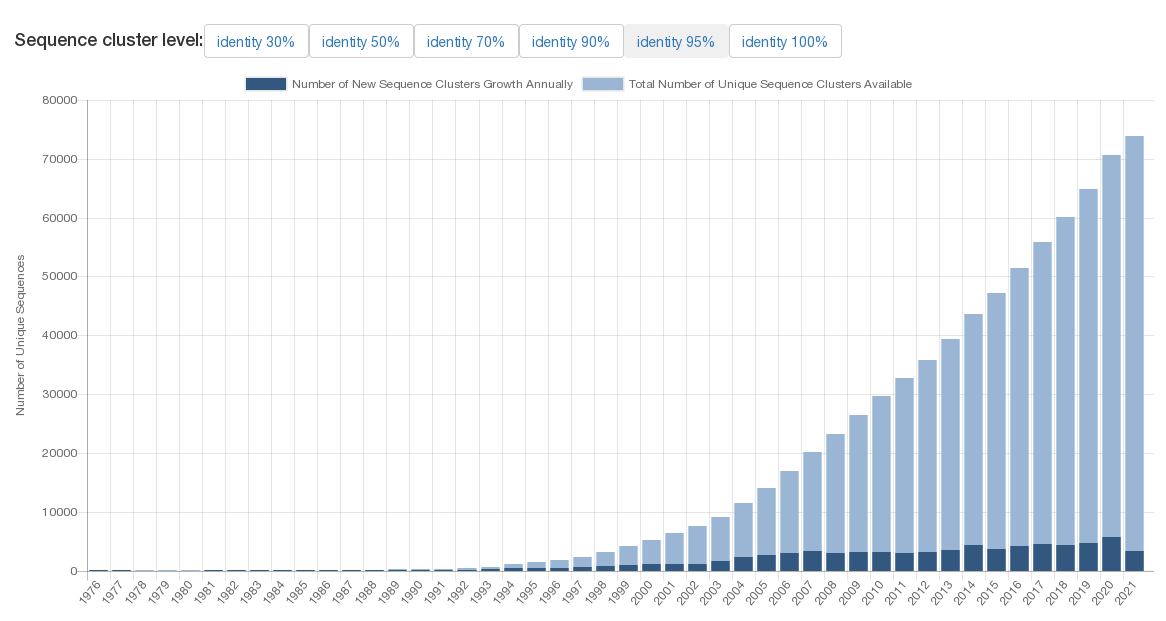 Sequence cluster level: identity 30% identity 50% identity 70% identity 90% identity 95% identity 100%
Number of New Sequence Clusters Growth Annually Total Number of Unique Sequence Clusters Available
Number of Unique Sequences
80000
70000
60000
50000
40000
30000
20000
10000
0
1976 1977 1978 1979 1980 1981 1982 1983 1984 1985 1986 1987 1988 1989 1990 1991 1992 1993 1994 1995 1996 1997 1998 1999 2000 2001 2002 2003 2004 2005 2006 2007 2008 2009 2010 2011 2012 2013 2014 2015 2016 2017 2018 2019 2020 2021